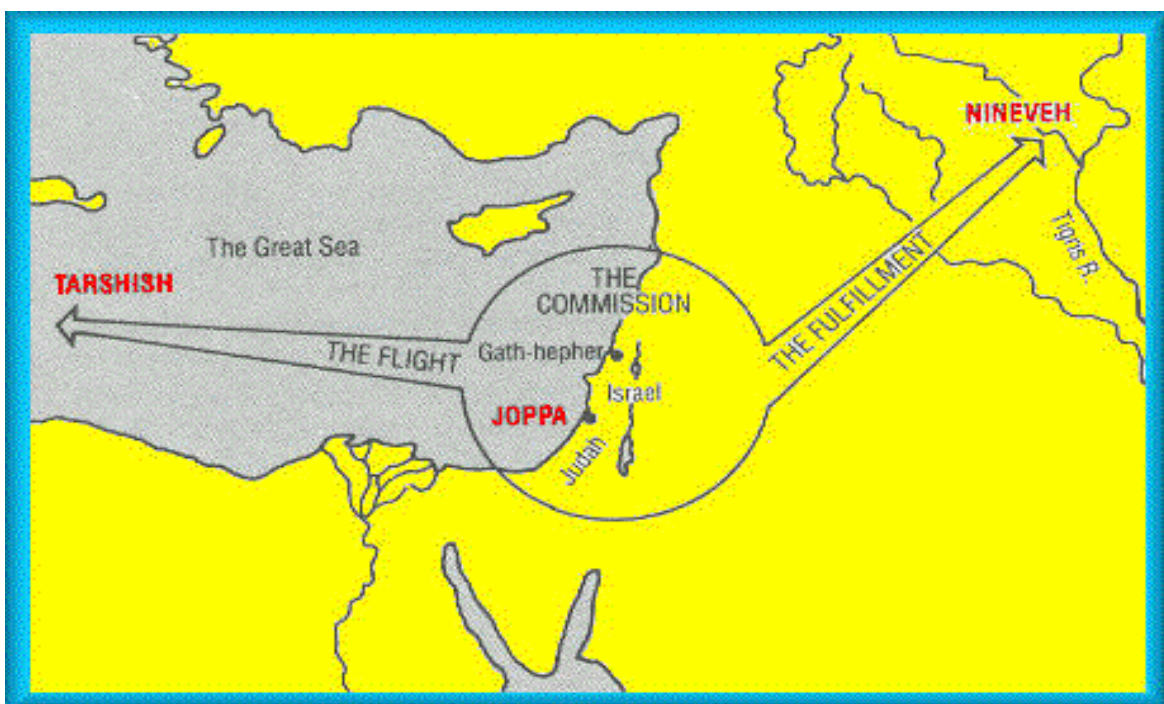 NINEVEH
Tigris R.
The Great Sea
TARSHISH
THE
COMMISSION
THE FULFILLMENT
THE FLIGHT
Gath-hepher
Israel
JOPPA
Judah